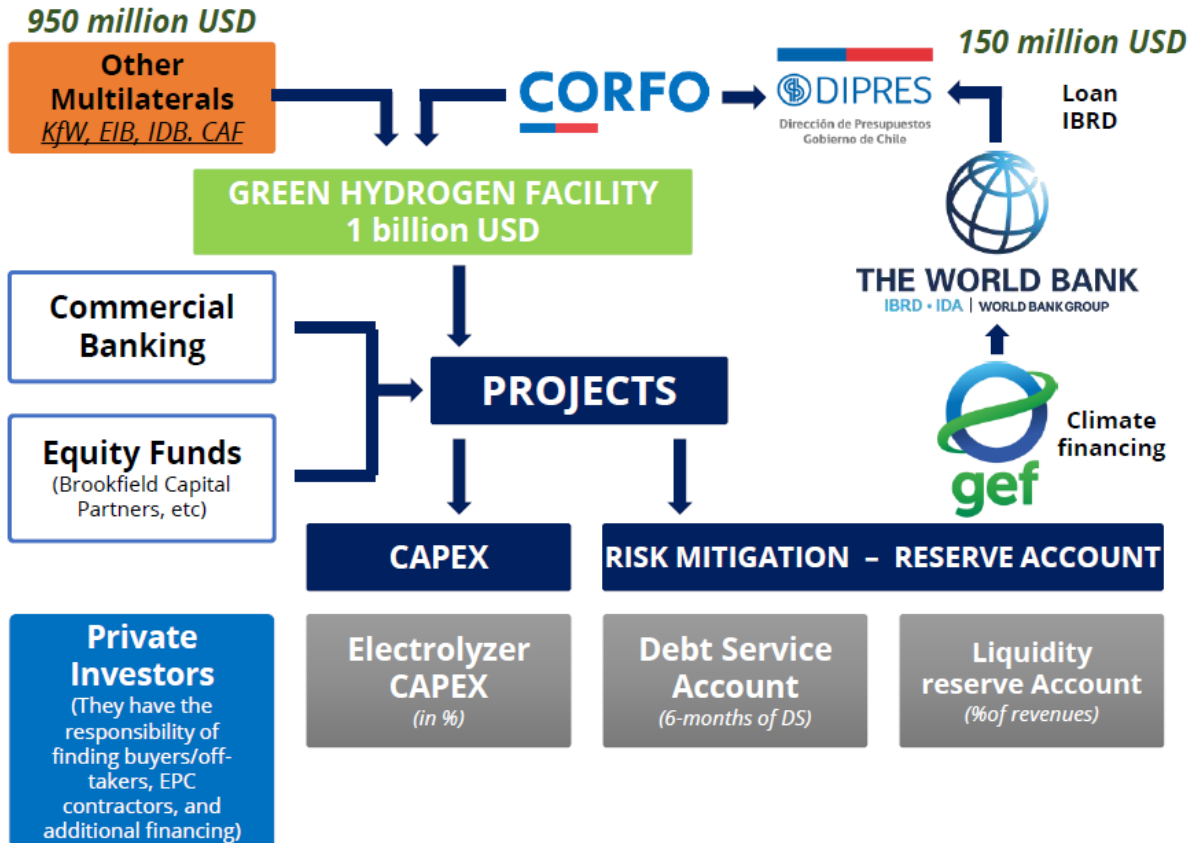 950 million USD
Other
Multilaterals
KfW, EIB, IDB. CAF
CORFO
DIPRES
Dirección de Presupuestos
Gobierno de Chile
150 million USD
Loan
IBRD
GREEN HYDROGEN FACILITY
1 billion USD
THE WORLD BANK
IBRD • IDA | WORLD BANK GROUP
Commercial
Banking
PROJECTS
Equity Funds
(Brookfield Capital
Partners, etc)
gef
Climate
financing
CAPEX
RISK MITIGATION – RESERVE ACCOUNT
Private
Investors
(They have the
responsibility of
finding buyers/off-
takers, EPC
contractors, and
additional financing)
Electrolyzer
CAPEX
(in %)
Debt Service
Account
(6-months of DS)
Liquidity
reserve Account
(%of revenues)